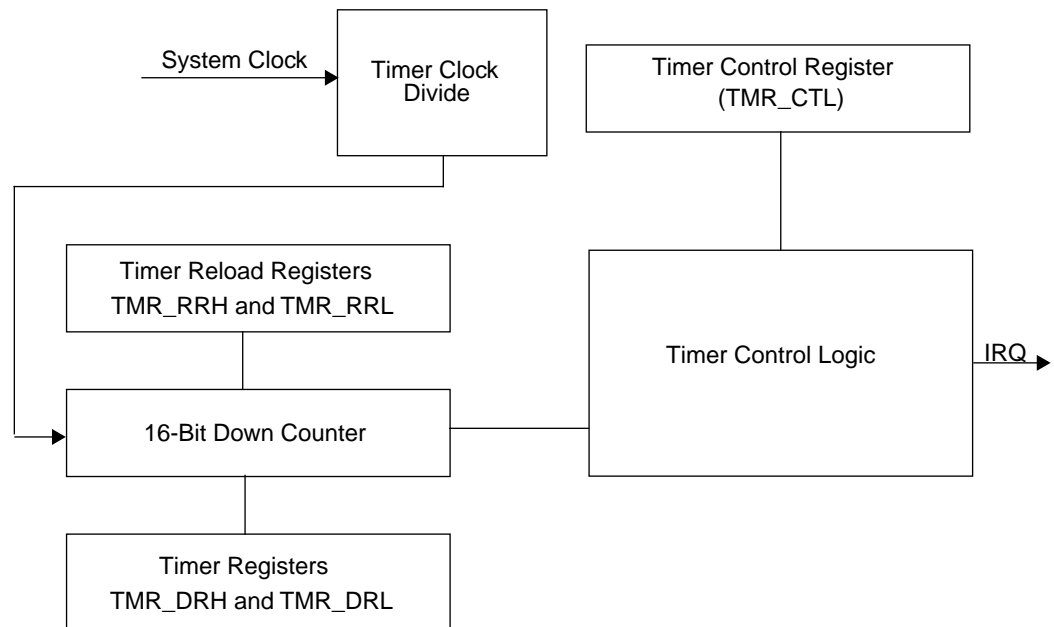 System Clock
Timer Clock
Divide
Timer Control Register
(TMR_CTL)
Timer Reload Registers
TMR_RRH and TMR_RRL
Timer Control Logic
IRQ
16-Bit Down Counter
Timer Registers
TMR_DRH and TMR_DRL